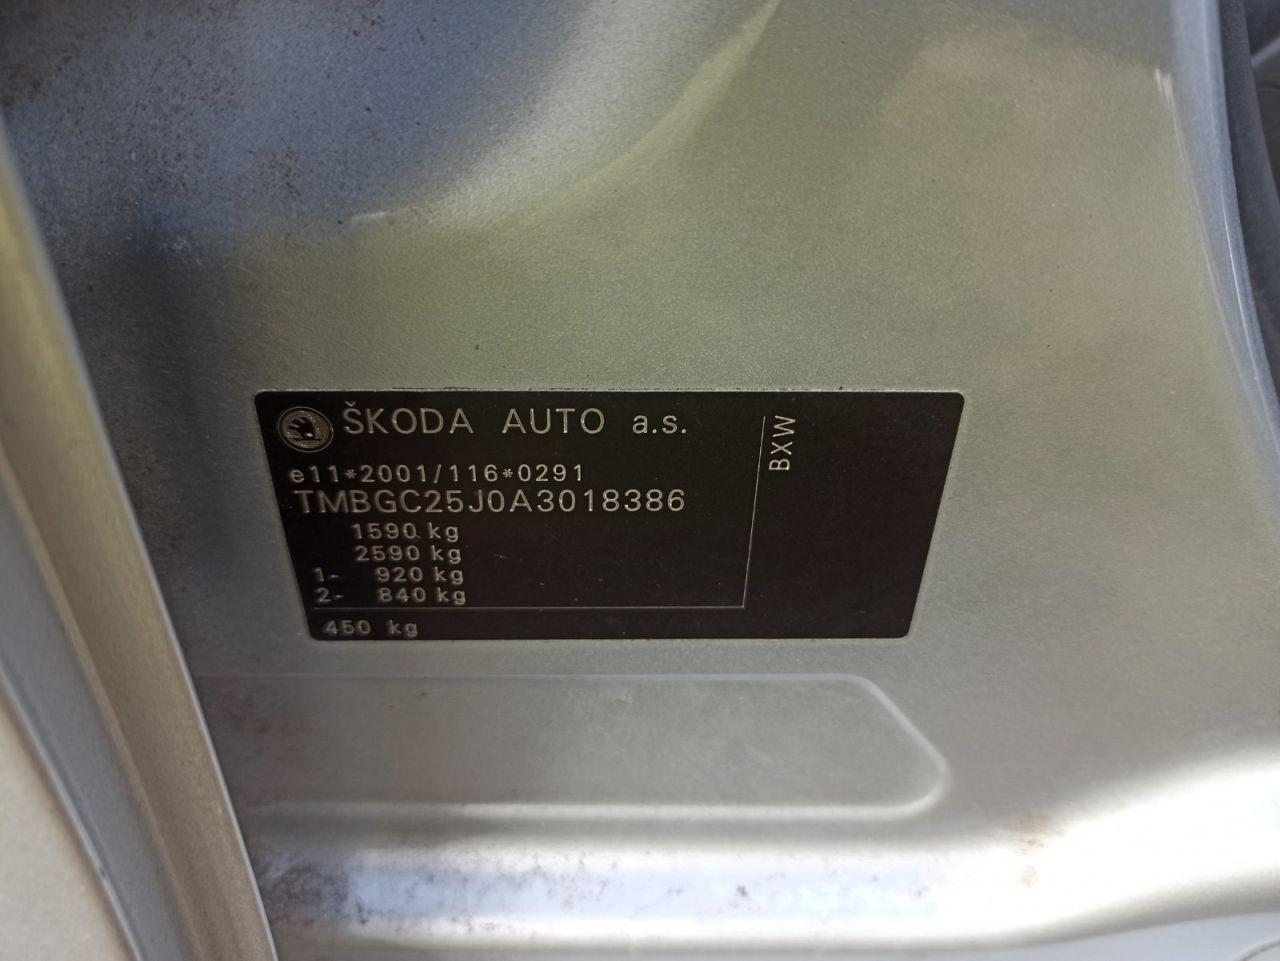 ŠKODA AUTO a.s.
e11*2001/116*0291
TMBGC25J0A3018386
1590 kg
2590 kg
1- 920 kg
2- 840 kg
450 kg
BXW